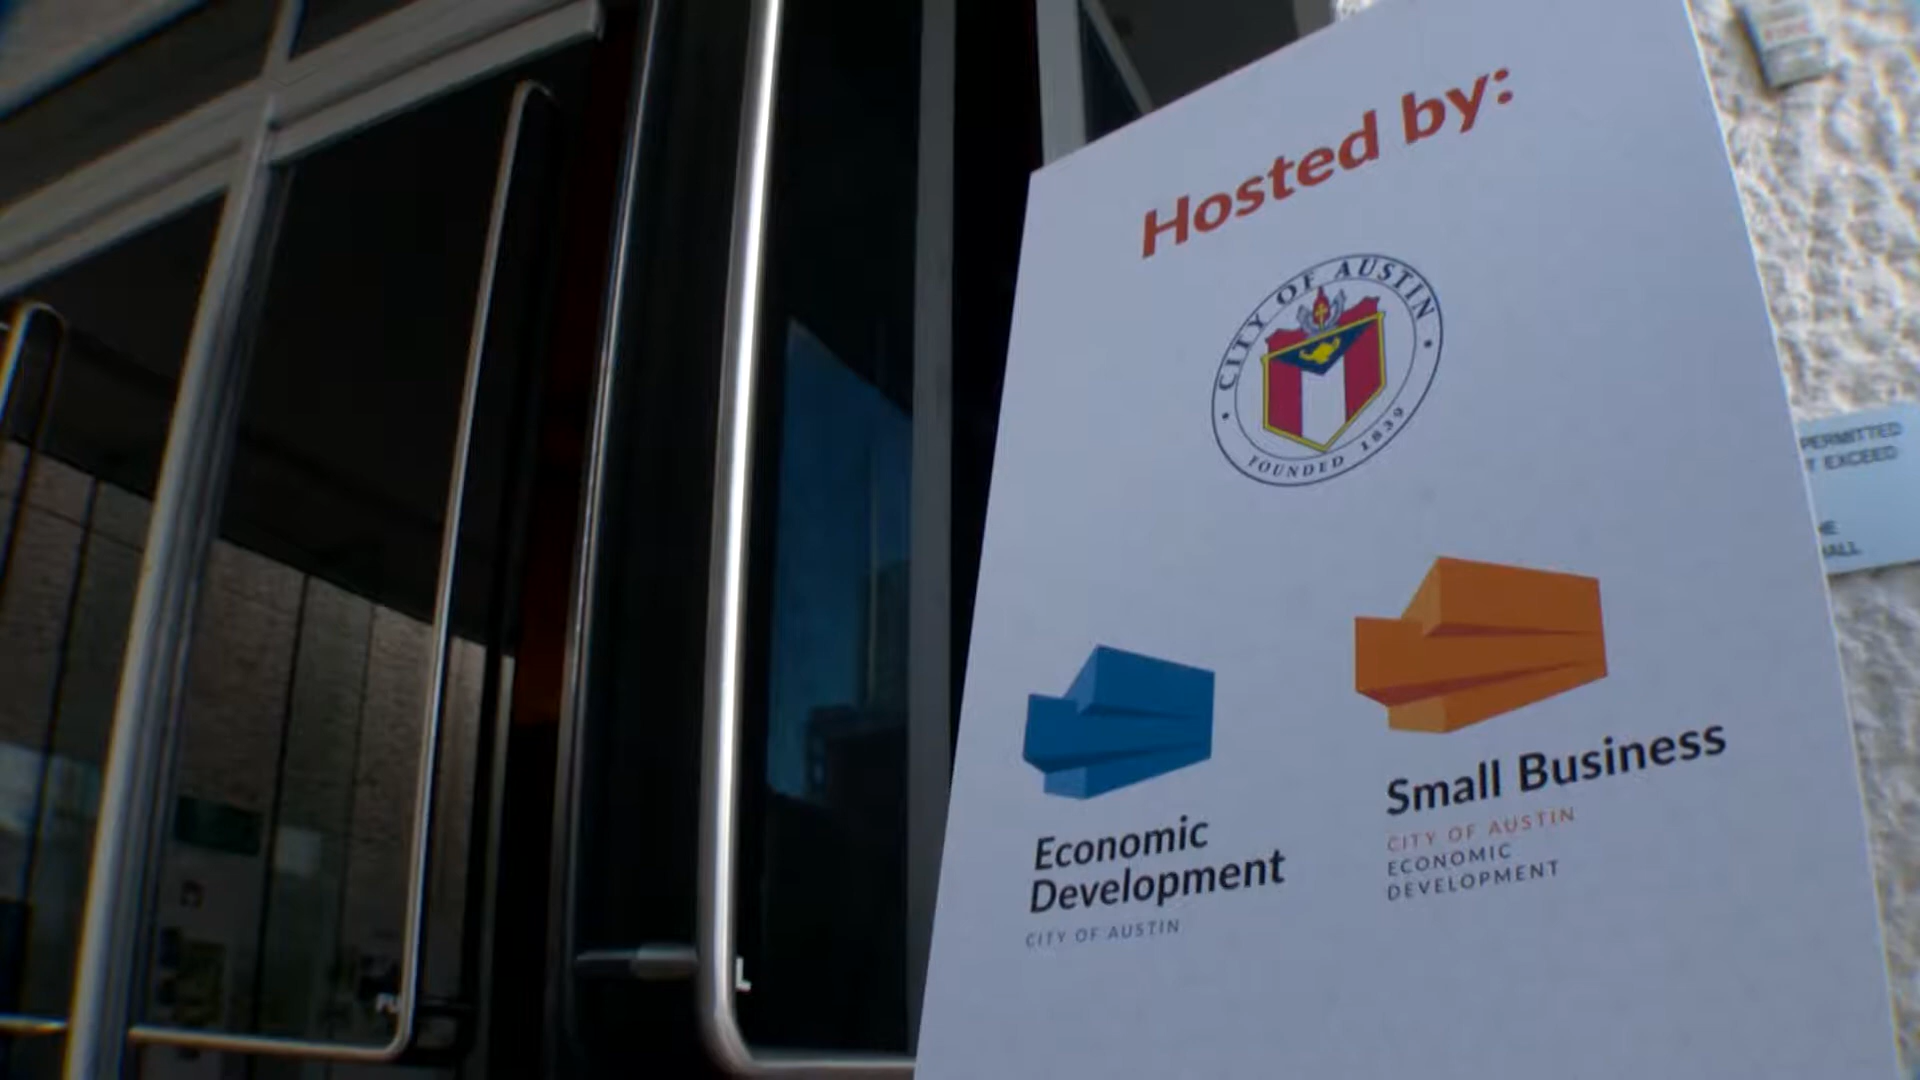 Hosted by:
CITY OF AUSTIN
FOUNDED 1839
Economic
Development
CITY OF AUSTIN
Small Business
CITY OF AUSTIN
ECONOMIC
DEVELOPMENT
PERMITTED
EXCEED